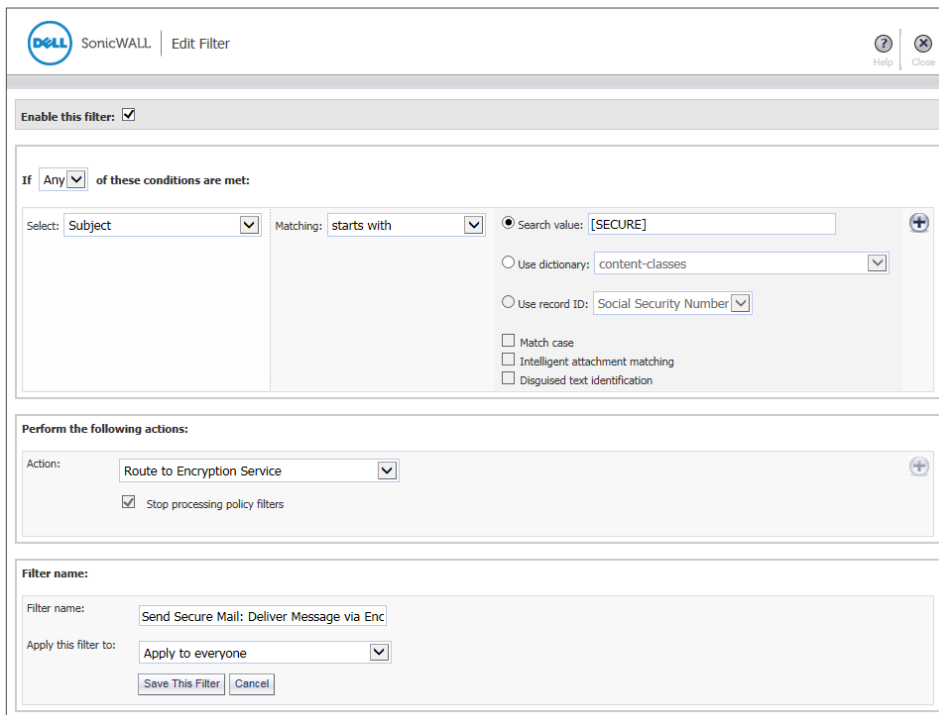 DELL SonicWALL Edit Filter
Help Close
Enable this filter:
If Any of these conditions are met:
Select: Subject Matching: starts with Search value: [SECURE]
Use dictionary: content-classes
Use record ID: Social Security Number
Match case
Intelligent attachment matching
Disguised text identification
Perform the following actions:
Action: Route to Encryption Service
Stop processing policy filters
Filter name:
Filter name: Send Secure Mail: Deliver Message via Enc
Apply this filter to: Apply to everyone
Save This Filter Cancel